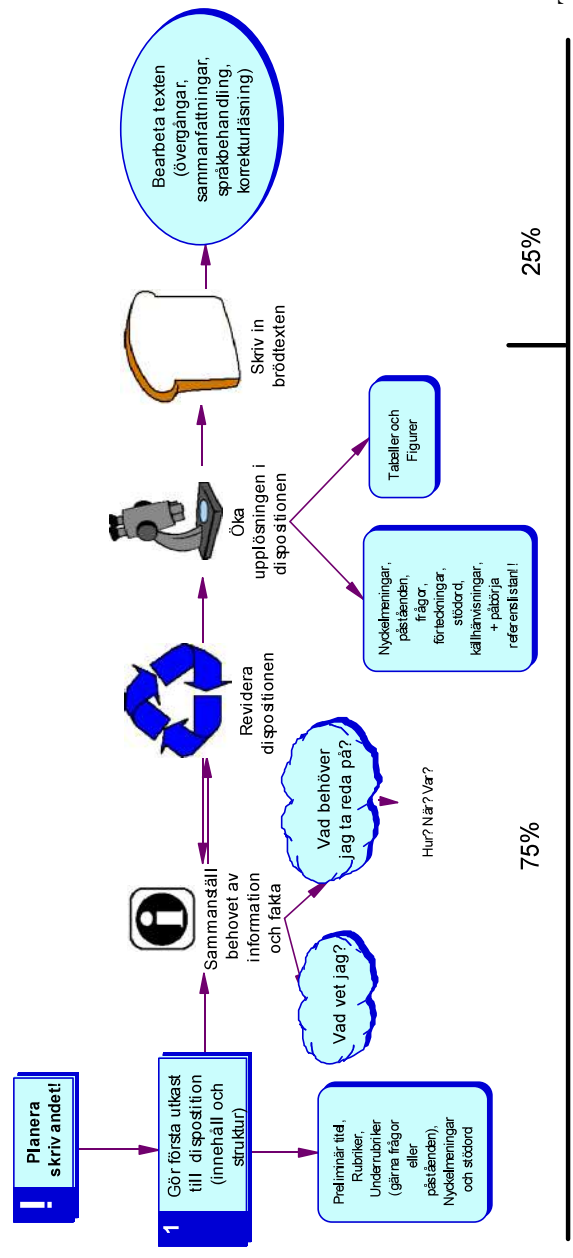 !
Planera
skrivandet!
1
Gör första utkast
till disposition
(innehåll och
struktur)
Preliminär titel,
Rubriker,
Underrubriker
(gärna frågor
eller
påståenden),
Nyckelmeningar
och stödord
i
Sammanställ
behovet av
information
och fakta
Vad vet jag?
Vad behöver
jag ta reda på?
Hur? När? Var?
Revidera
dispositionen
Öka
upplösningen i
dispositionen
Nyckelmeningar,
påståenden,
frågor,
förteckningar,
stödord,
källhänvisningar,
+ påbörja
referenslistan!!
Tabeller och
Figurer
Skriv in
brödtexten
Bearbeta texten
(övergångar,
sammanfattningar,
språkbehandling,
korrekturläsning)
75%
25%